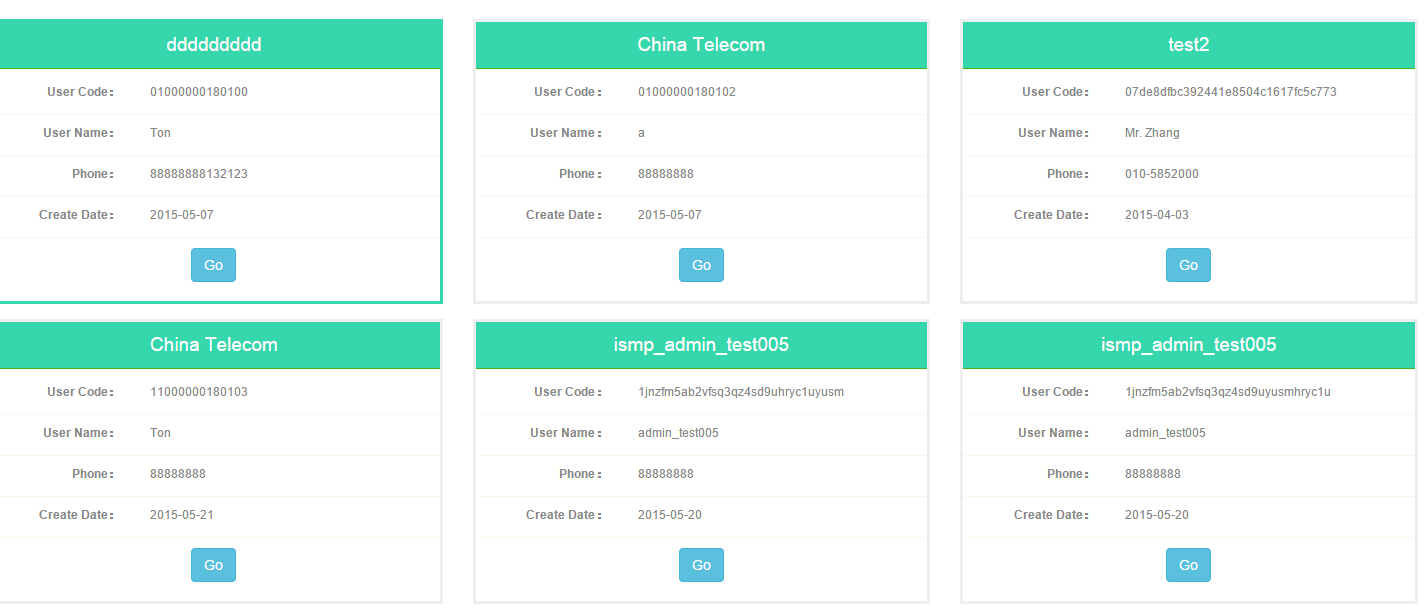 ddddddddd
User Code： 01000000180100
User Name： Ton
Phone： 88888888132123
Create Date： 2015-05-07
Go
China Telecom
User Code： 01000000180102
User Name： a
Phone： 88888888
Create Date： 2015-05-07
Go
test2
User Code： 07de8dfbc392441e8504c1617fc5c773
User Name： Mr. Zhang
Phone： 010-5852000
Create Date： 2015-04-03
Go
China Telecom
User Code： 11000000180103
User Name： Ton
Phone： 88888888
Create Date： 2015-05-21
Go
ismp_admin_test005
User Code： 1jnzfm5ab2vfsq3qz4sd9uhryc1uyusm
User Name： admin_test005
Phone： 88888888
Create Date： 2015-05-20
Go
ismp_admin_test005
User Code： 1jnzfm5ab2vfsq3qz4sd9uyusmhryc1u
User Name： admin_test005
Phone： 88888888
Create Date： 2015-05-20
Go